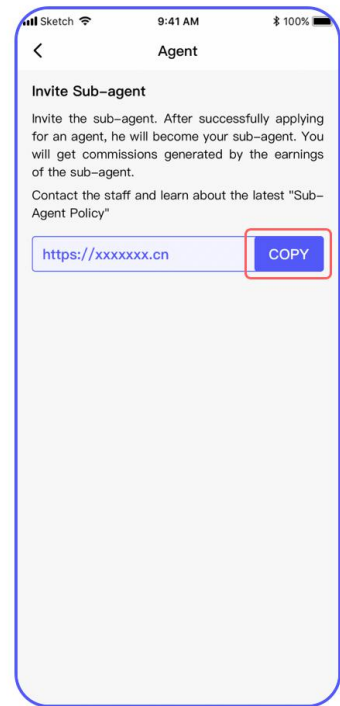 Sketch 9:41 AM 100%
Agent
Invite Sub-agent
Invite the sub-agent. After successfully applying
for an agent, he will become your sub-agent. You
will get commissions generated by the earnings
of the sub-agent.
Contact the staff and learn about the latest "Sub-
Agent Policy"
https://xxxxxxx.cn COPY